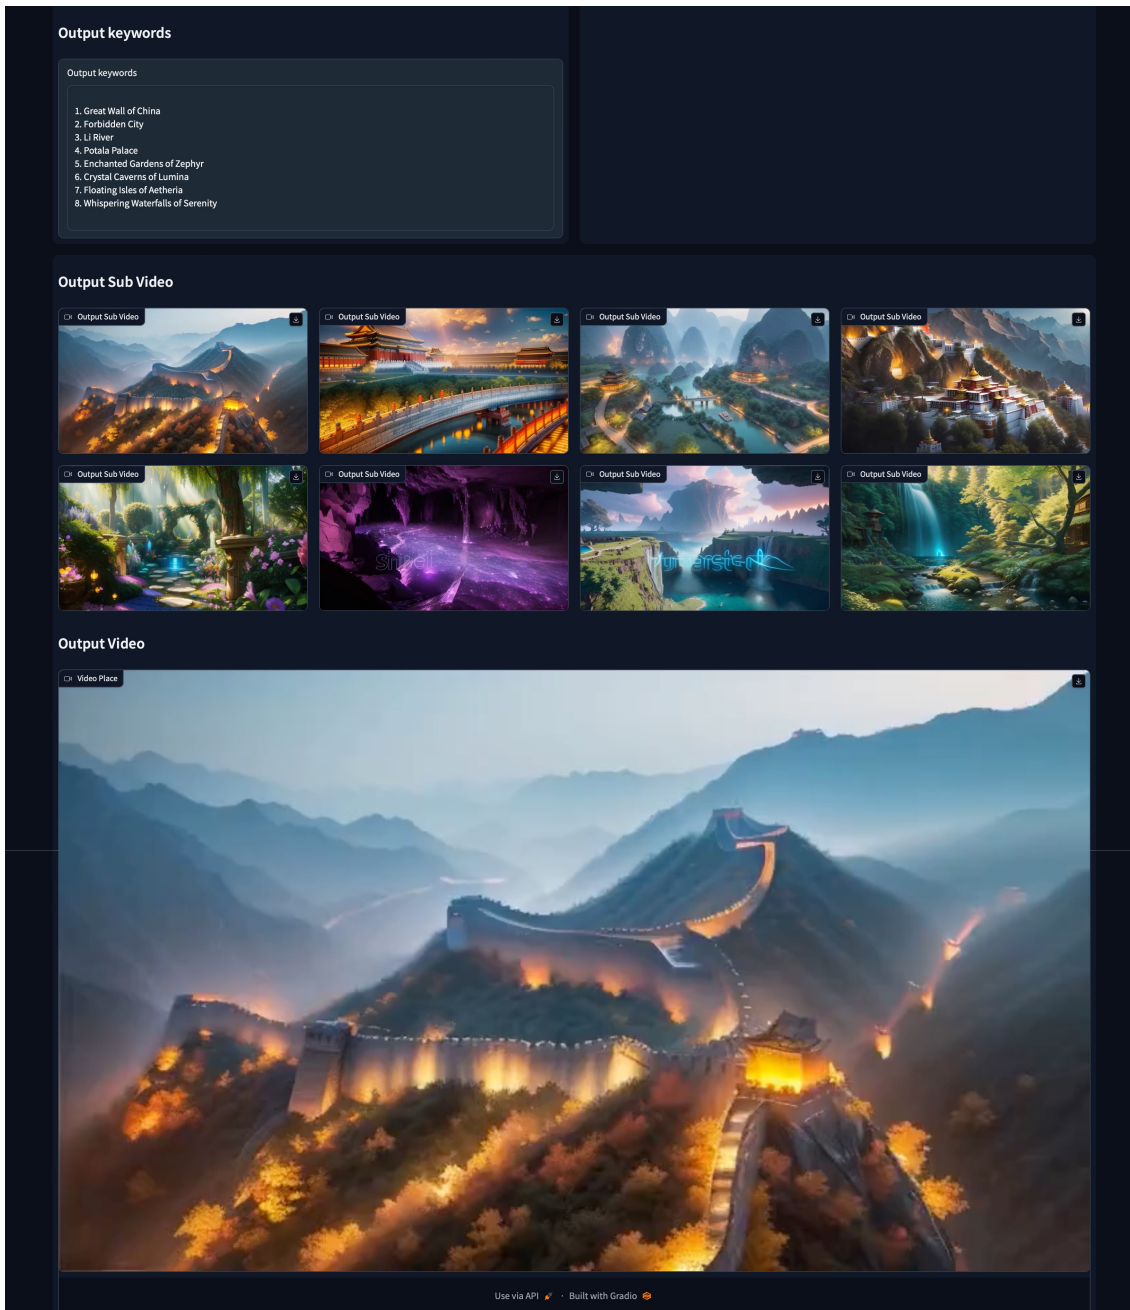 Output keywords
Output keywords
1. Great Wall of China
2. Forbidden City
3. Li River
4. Potala Palace
5. Enchanted Gardens of Zephyr
6. Crystal Caverns of Lumina
7. Floating Isles of Aetheria
8. Whispering Waterfalls of Serenity
Output Sub Video
Output Sub Video
Output Sub Video
Output Sub Video
Output Sub Video
Output Sub Video
Output Sub Video
Output Sub Video
Output Sub Video
Output Video
Video Place
Use via API · Built with Gradio